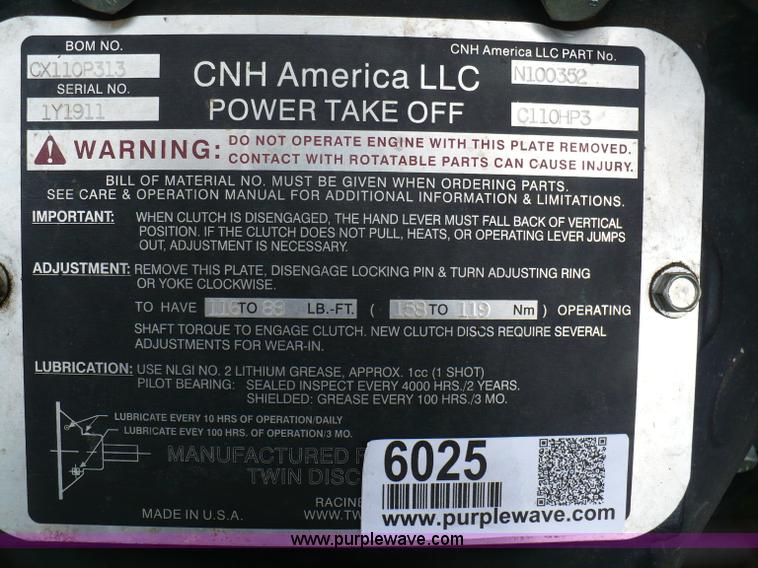 BOM NO.
CX110P313
SERIAL NO.
1Y1911
CNH America LLC
POWER TAKE OFF
CNH America LLC PART No.
N100352
C110HP3
WARNING: DO NOT OPERATE ENGINE WITH THIS PLATE REMOVED.
CONTACT WITH ROTATABLE PARTS CAN CAUSE INJURY.
BILL OF MATERIAL NO. MUST BE GIVEN WHEN ORDERING PARTS.
SEE CARE & OPERATION MANUAL FOR ADDITIONAL INFORMATION & LIMITATIONS.
IMPORTANT: WHEN CLUTCH IS DISENGAGED, THE HAND LEVER MUST FALL BACK OF VERTICAL
POSITION. IF THE CLUTCH DOES NOT PULL, HEATS, OR OPERATING LEVER JUMPS
OUT, ADJUSTMENT IS NECESSARY.
ADJUSTMENT: REMOVE THIS PLATE, DISENGAGE LOCKING PIN & TURN ADJUSTING RING
OR YOKE CLOCKWISE.
TO HAVE 116 TO 89 LB.-FT. ( 158 TO 119 Nm ) OPERATING
SHAFT TORQUE TO ENGAGE CLUTCH. NEW CLUTCH DISCS REQUIRE SEVERAL
ADJUSTMENTS FOR WEAR-IN.
LUBRICATION: USE NLGI NO. 2 LITHIUM GREASE, APPROX. 1cc (1 SHOT)
PILOT BEARING: SEALED INSPECT EVERY 4000 HRS./2 YEARS.
SHIELDED: GREASE EVERY 100 HRS./3 MO.
LUBRICATE EVERY 10 HRS OF OPERATION/DAILY
LUBRICATE EVEY 100 HRS. OF OPERATION/3 MO.
MANUFACTURED
TWIN DISC
RACINE
MADE IN U.S.A. WWW.TW
6025
www.purplewave.com
www.purplewave.com